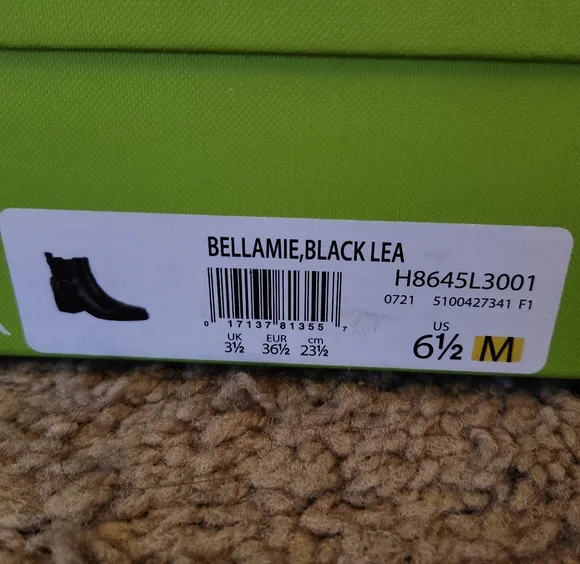 BELLAMIE,BLACK LEA
H8645L3001
0721 5100427341 F1
0 17137 81355 7
UK EUR cm
3½ 36½ 23½
US
6½ M